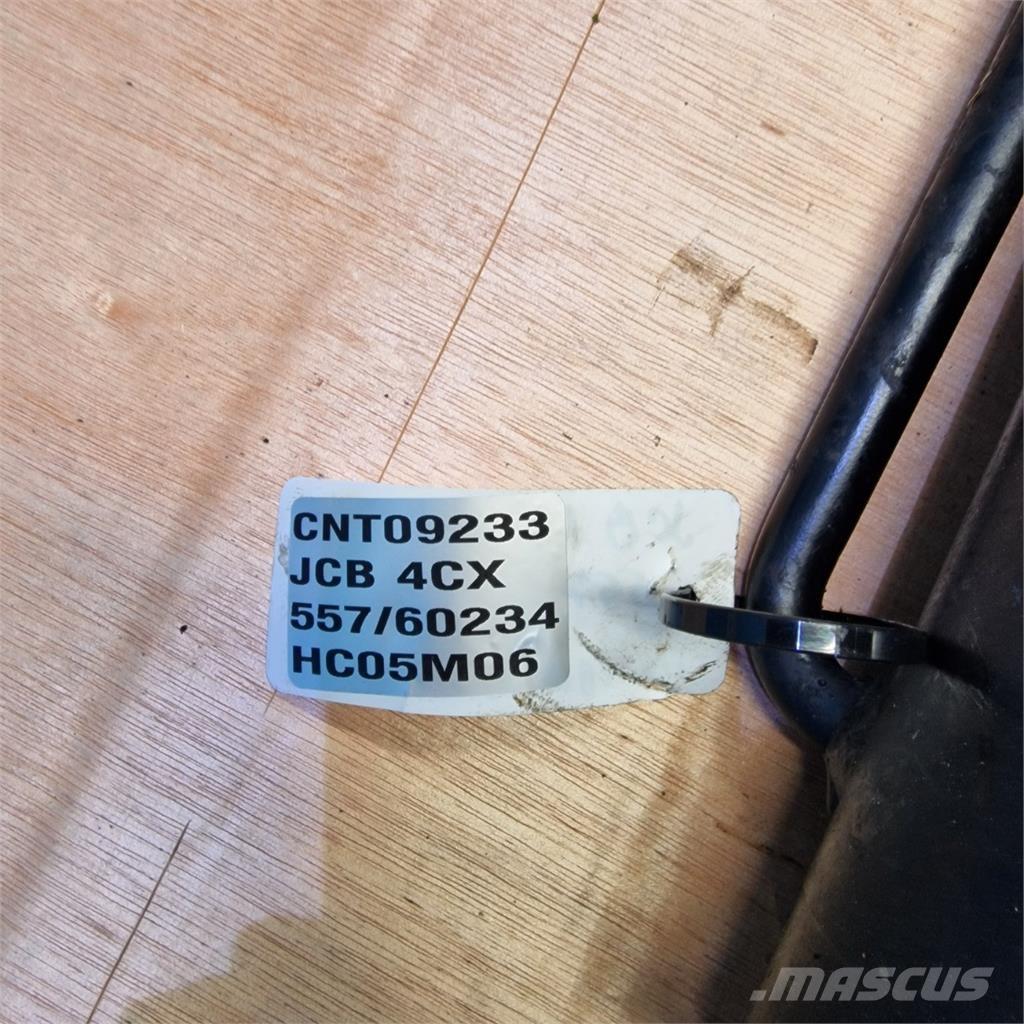 CNT09233
JCB 4CX
557/60234
HC05M06
.MASCUS